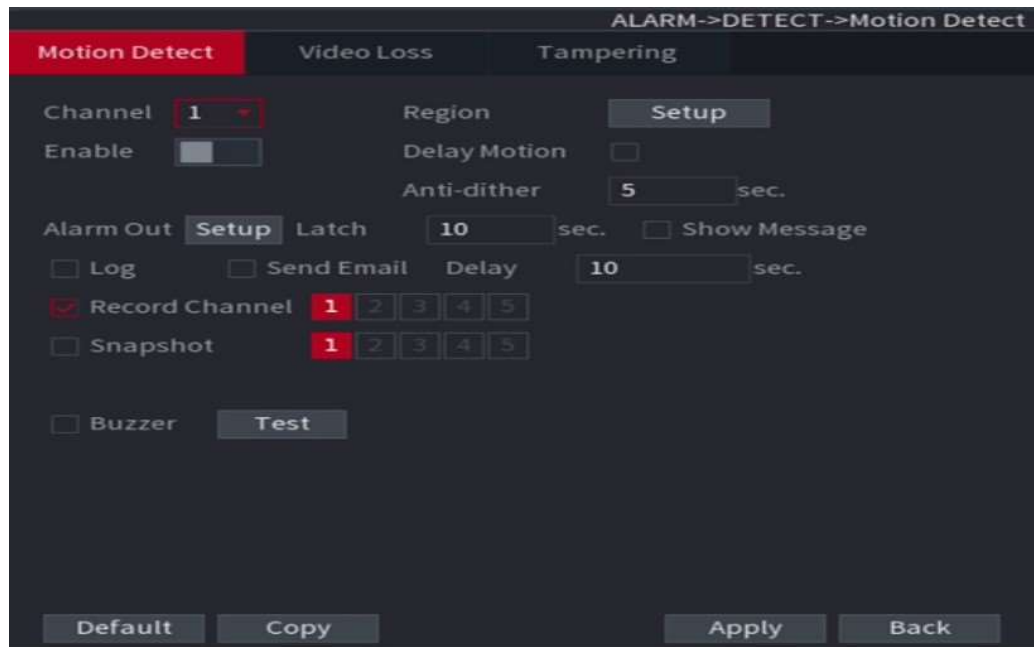 ALARM->DETECT->Motion Detect
Motion Detect Video Loss Tampering
Channel 1 Region Setup
Enable Delay Motion
Anti-dither 5 sec.
Alarm Out Setup Latch 10 sec. Show Message
Log Send Email Delay 10 sec.
Record Channel 1 2 3 4 5
Snapshot 1 2 3 4 5
Buzzer Test
Default Copy Apply Back